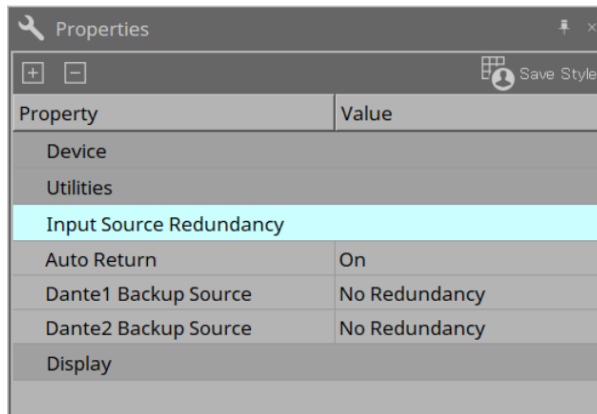 Properties
Save Style
Property Value
Device
Utilities
Input Source Redundancy
Auto Return On
Dante1 Backup Source No Redundancy
Dante2 Backup Source No Redundancy
Display